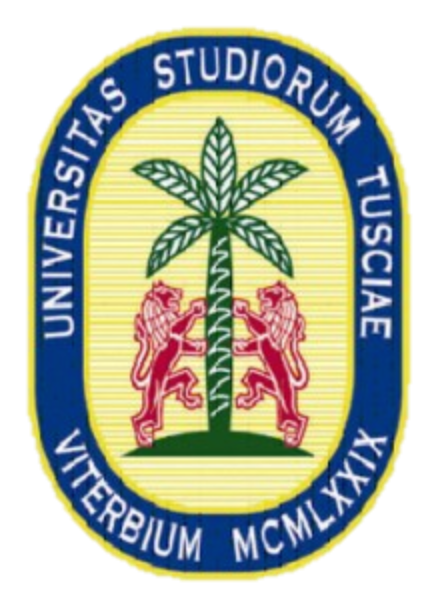 UNIVERSITAS STUDIORUM TUSCIAE
VITERBIUM MCMLXXIX